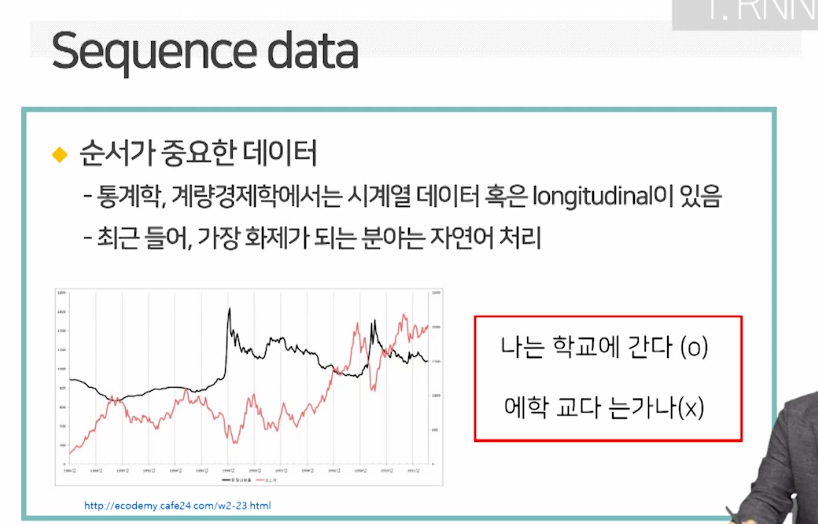 1. RNN
Sequence data
순서가 중요한 데이터
- 통계학, 계량경제학에서는 시계열 데이터 혹은 longitudinal이 있음
- 최근 들어, 가장 화제가 되는 분야는 자연어 처리
나는 학교에 간다 (o)
에학 교다 는가나(x)
http://ecodemy.cafe24.com/w2-23.html